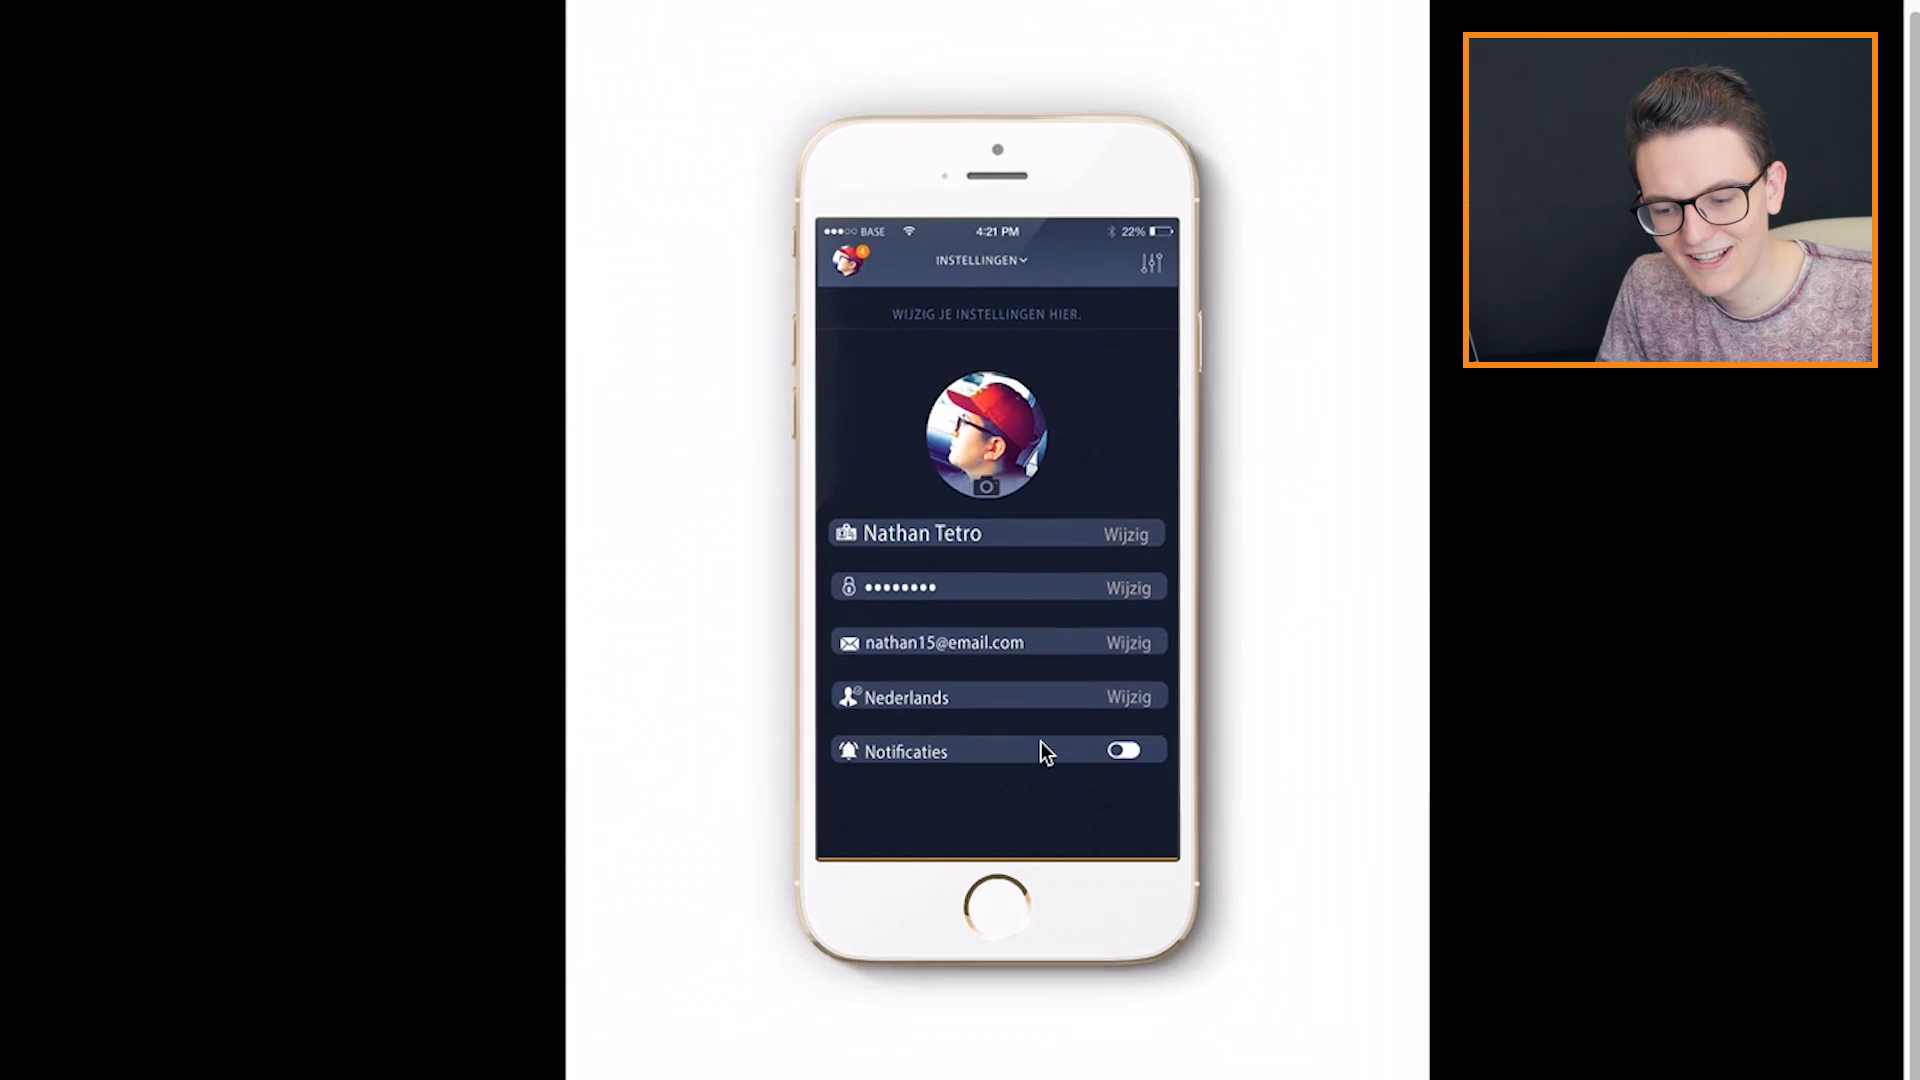 BASE 4:21 PM 22%
4
INSTELLINGEN
WIJZIG JE INSTELLINGEN HIER.
Nathan Tetro Wijzig
•••••••• Wijzig
nathan15@email.com Wijzig
Nederlands Wijzig
Notificaties